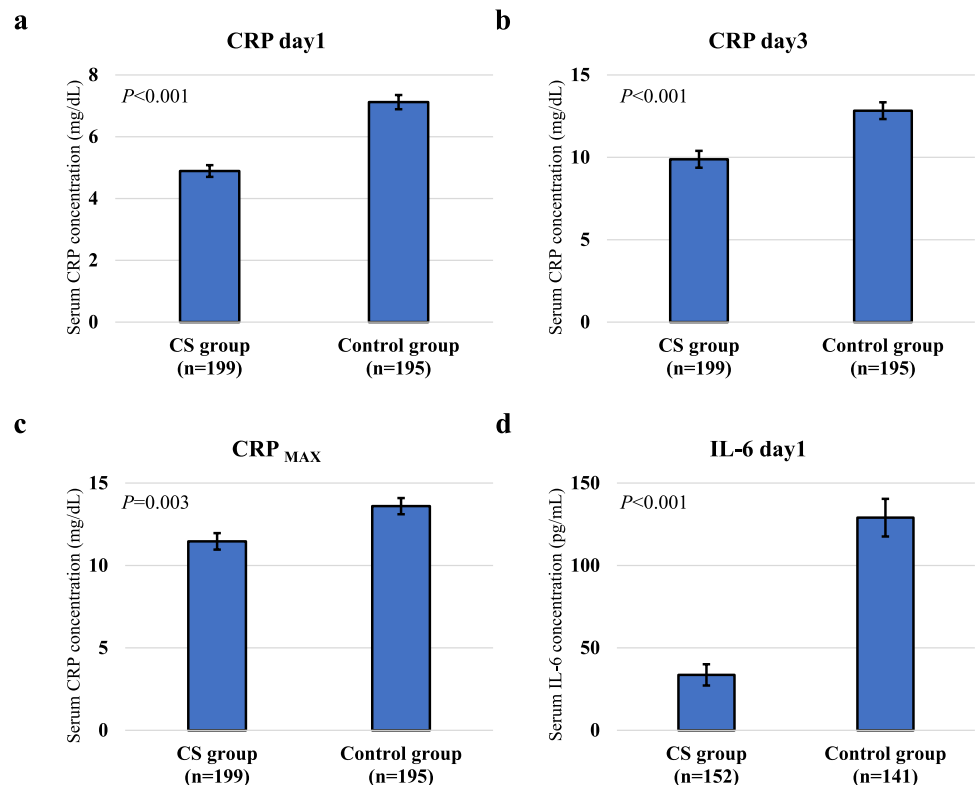 a
CRP day1
Serum CRP concentration (mg/dL)
8
6
4
2
0
P<0.001
CS group
(n=199)
Control group
(n=195)
b
CRP day3
Serum CRP concentration (mg/dL)
15
10
5
0
P<0.001
CS group
(n=199)
Control group
(n=195)
c
CRP MAX
Serum CRP concentration (mg/dL)
15
10
5
0
P=0.003
CS group
(n=199)
Control group
(n=195)
d
IL-6 day1
Serum IL-6 concentration (pg/mL)
150
100
50
0
P<0.001
CS group
(n=152)
Control group
(n=141)